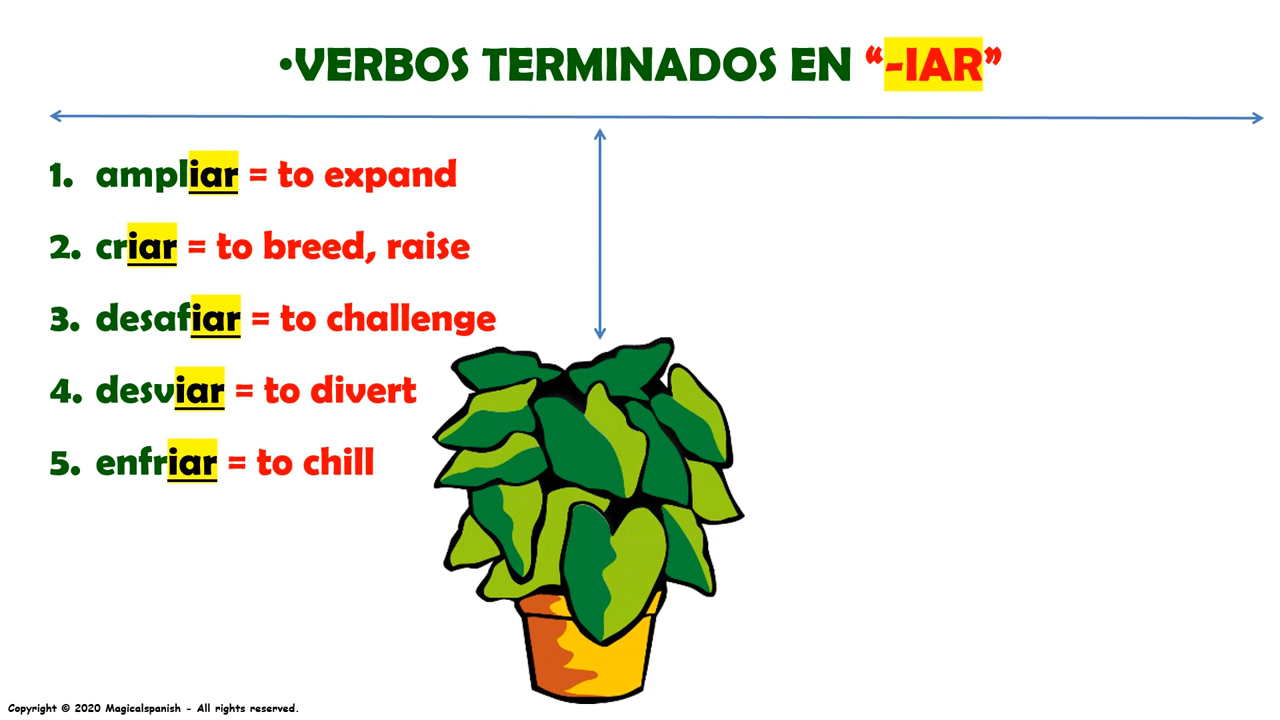 •VERBOS TERMINADOS EN “-IAR”
1. ampliar = to expand
2. criar = to breed, raise
3. desafiar = to challenge
4. desviar = to divert
5. enfriar = to chill
Copyright © 2020 Magicalspanish - All rights reserved.